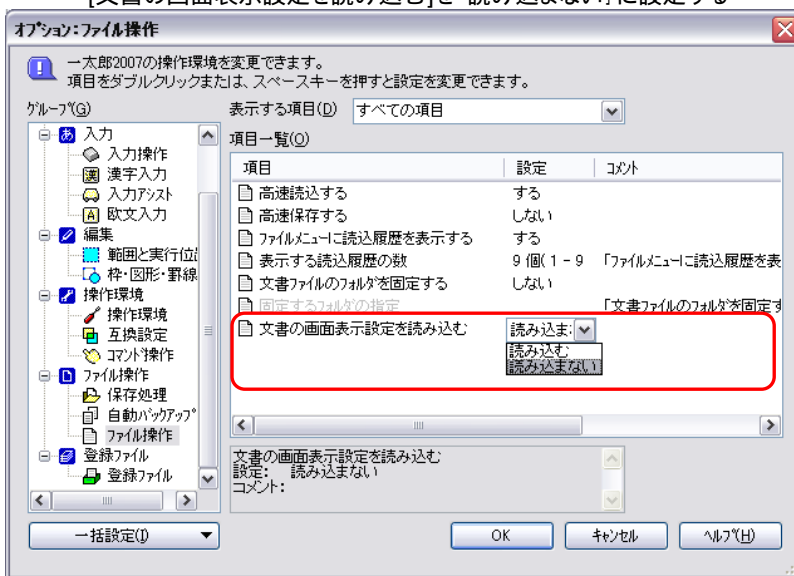 [文書の画面表示設定を読み込む]を「読み込まない」に設定する
オプション:ファイル操作
一太郎2007の操作環境を変更できます。
項目をダブルクリックまたは、スペースキーを押すと設定を変更できます。
グループ(G)
表示する項目(D) すべての項目
項目一覧(O)
入力
入力操作
漢字入力
入力アシスト
欧文入力
編集
範囲と実行位
枠・図形・罫線
操作環境
操作環境
互換設定
コマンド操作
ファイル操作
保存処理
自動バックアップ
ファイル操作
登録ファイル
登録ファイル
項目 設定 コメント
高速読込する する
高速保存する しない
ファイルメニューに読込履歴を表示する する
表示する読込履歴の数 9 個( 1 - 9 「ファイルメニューに読込履歴を表
文書ファイルのフォルダを固定する しない
固定するフォルダの指定 「文書ファイルのフォルダを固定す
文書の画面表示設定を読み込む 読み込ま
読み込む
読み込まない
文書の画面表示設定を読み込む
設定: 読み込まない
コメント:
一括設定(I)
OK
キャンセル
ヘルプ(H)